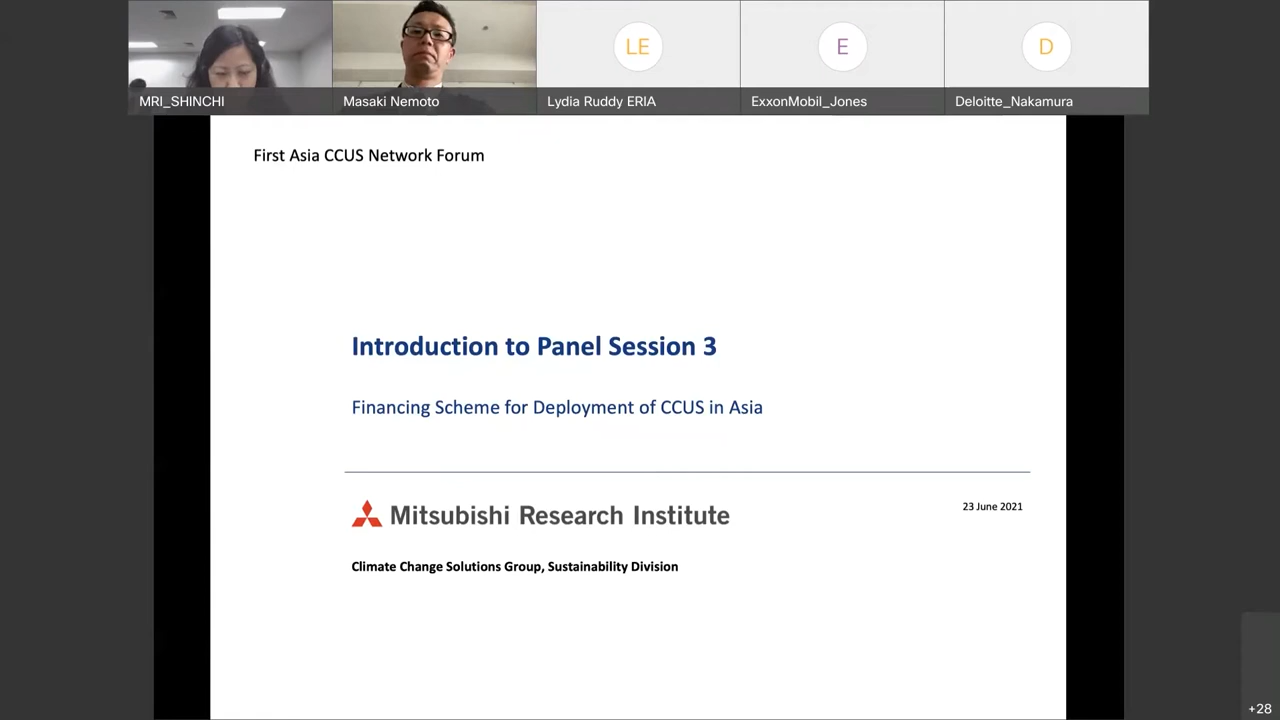 LE
E
D
MRI_SHINCHI
Masaki Nemoto
Lydia Ruddy ERIA
ExxonMobil_Jones
Deloitte_Nakamura
First Asia CCUS Network Forum
Introduction to Panel Session 3
Financing Scheme for Deployment of CCUS in Asia
Mitsubishi Research Institute
23 June 2021
Climate Change Solutions Group, Sustainability Division
+28